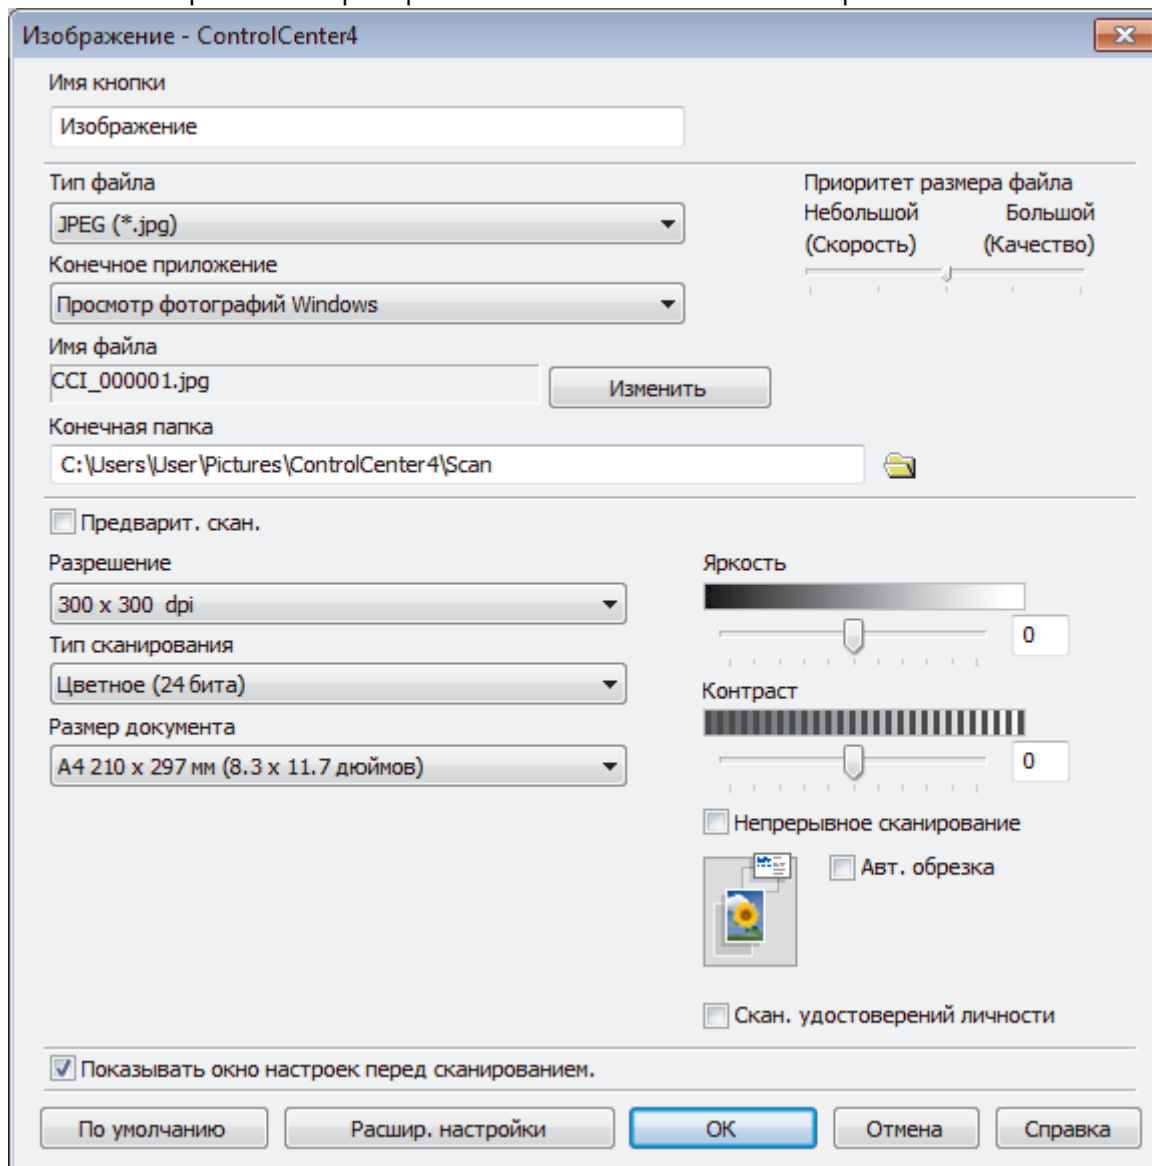 Изображение - ControlCenter4
Имя кнопки
Изображение
Тип файла
JPEG (*.jpg)
Конечное приложение
Просмотр фотографий Windows
Имя файла
CCI_000001.jpg
Изменить
Конечная папка
C:\Users\User\Pictures\ControlCenter4\Scan
Приоритет размера файла
Небольшой Большой
(Скорость) (Качество)
Предварит. скан.
Разрешение
300 x 300 dpi
Тип сканирования
Цветное (24 бита)
Размер документа
A4 210 x 297 мм (8.3 x 11.7 дюймов)
Яркость
0
Контраст
0
Непрерывное сканирование
Авт. обрезка
Скан. удостоверений личности
Показывать окно настроек перед сканированием.
По умолчанию
Расшир. настройки
OK
Отмена
Справка